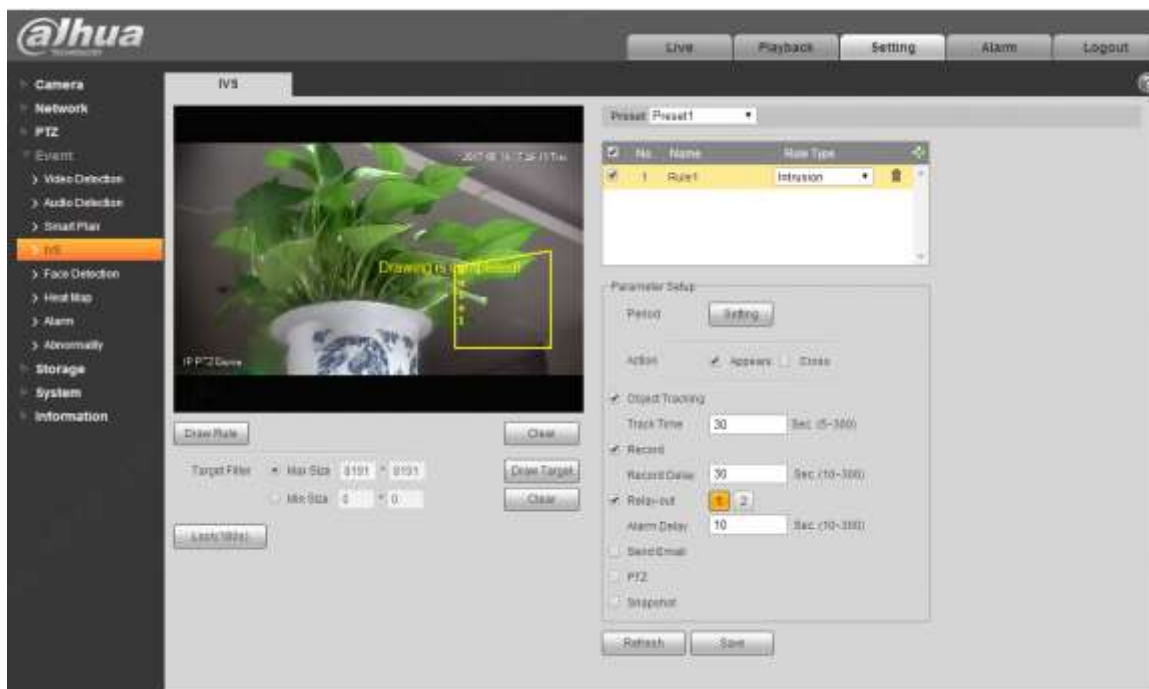 alhua
TECHNOLOGY
Live Playback Setting Alarm Logout
Camera
Network
PTZ
Event
Video Detection
Audio Detection
Smart Plan
IVS
Face Detection
Heat Map
Alarm
Abnormality
Storage
System
Information
IVS
Drawing is completed!
IP PTZ Dome
Draw Rule Clear
Target Filter Max Size 8191 * 8191 Draw Target
Min Size 0 * 0 Clear
Lock(180s)
Preset Preset1
No. Name Rule Type
1 Rule1 Intrusion
Parameter Setup
Period Setting
Action Appears Cross
Object Tracking
Track Time 30 Sec. (5~300)
Record
Record Delay 30 Sec. (10~300)
Relay-out 1 2
Alarm Delay 10 Sec. (10~300)
Send Email
PTZ
Snapshot
Refresh Save